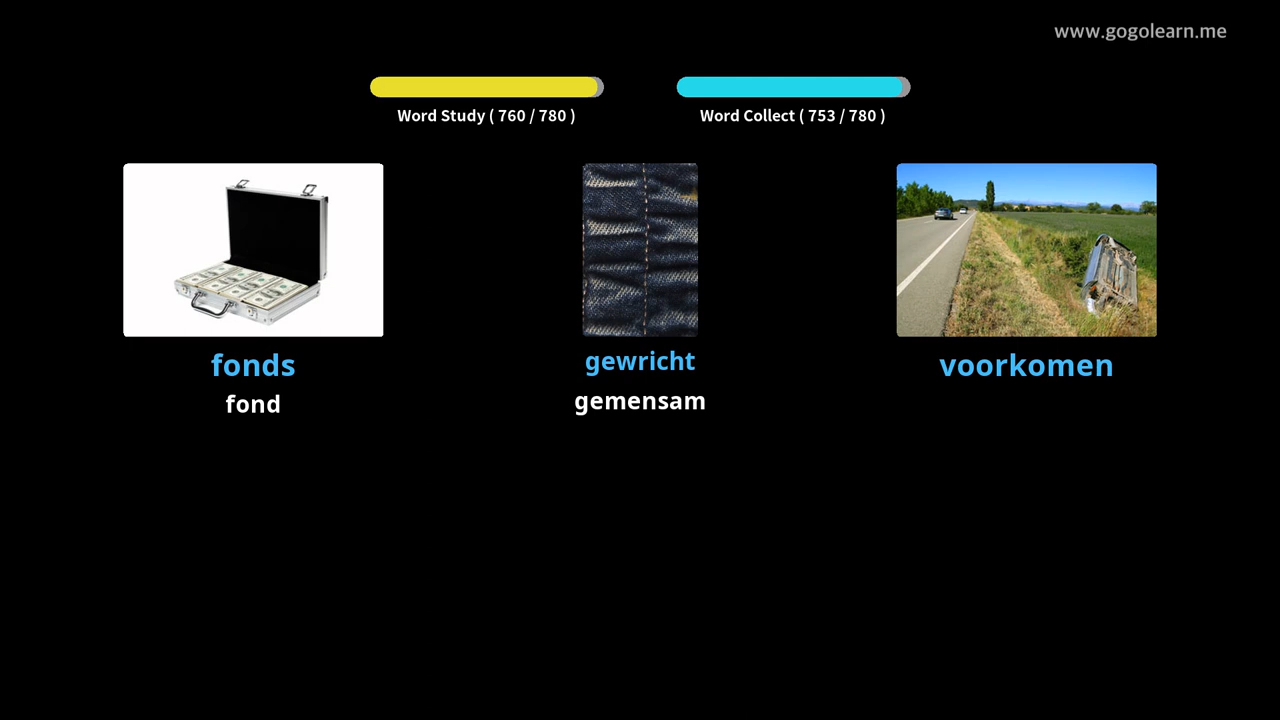 www.gogolearn.me
Word Study ( 760 / 780 )
Word Collect ( 753 / 780 )
fonds
gewricht
voorkomen
fond
gemensam